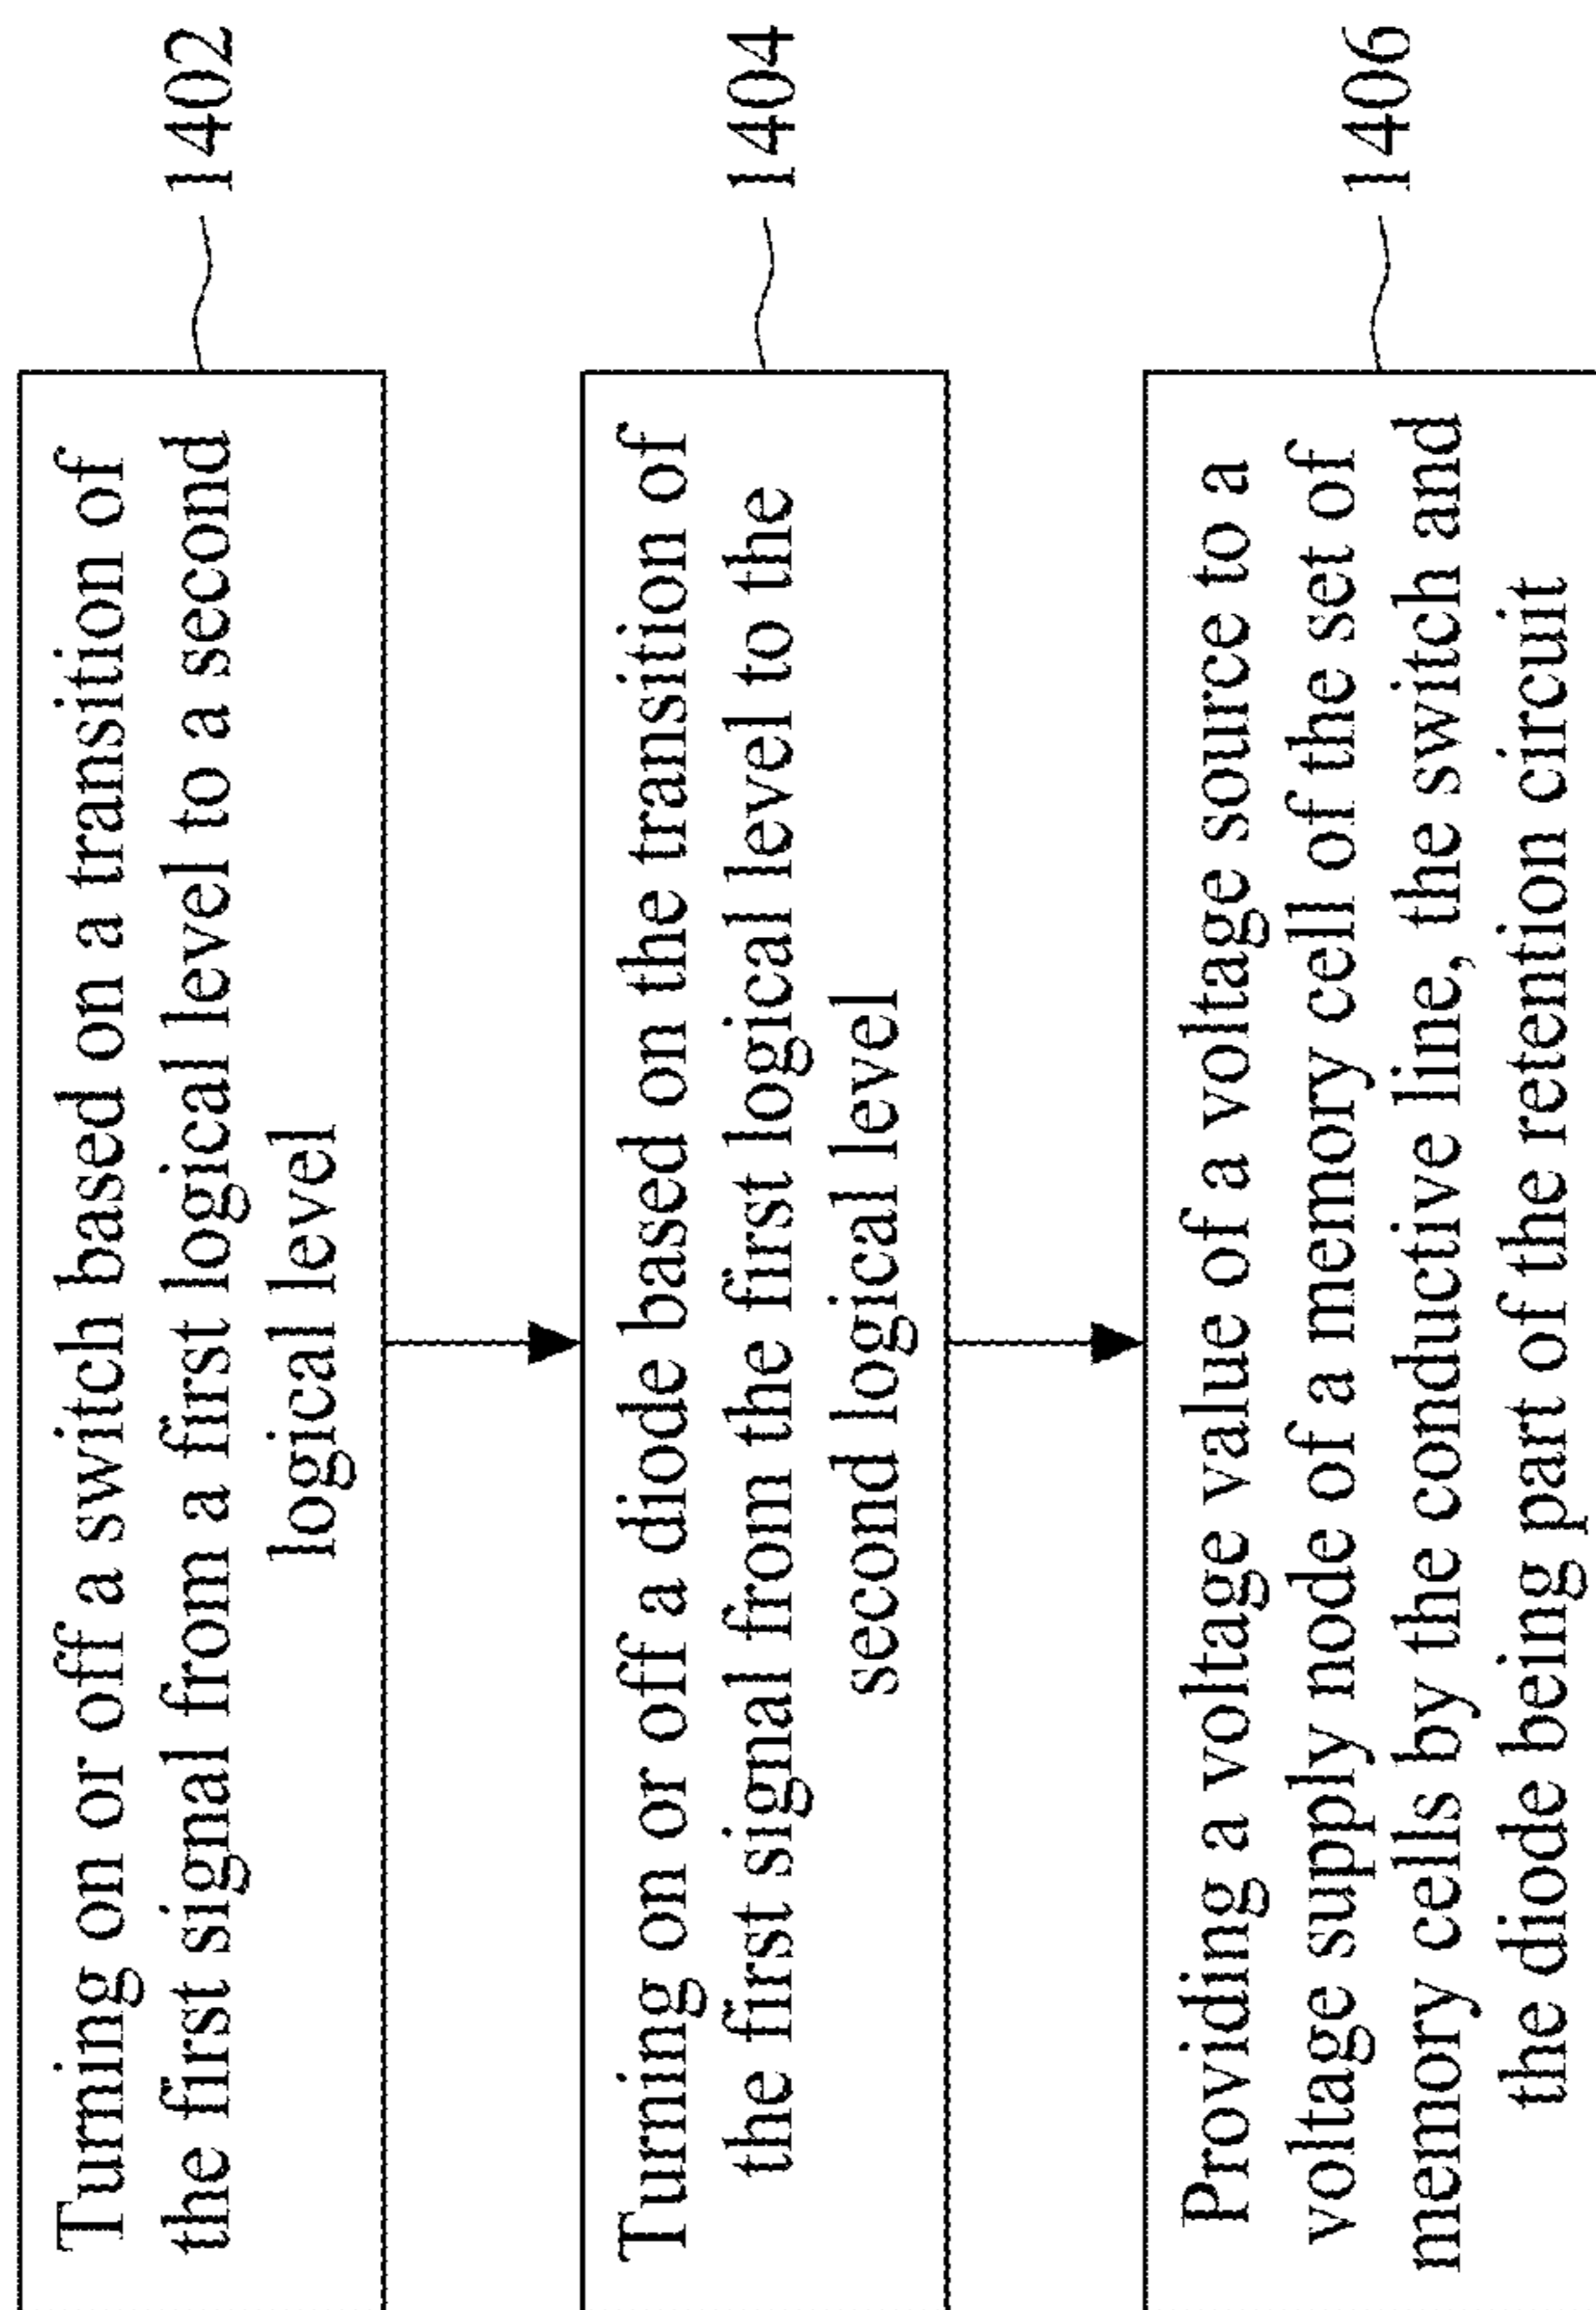 Turning on or off a switch based on a transition of
the first signal from a first logical level to a second
logical level
1402
Turning on or off a diode based on the transition of
the first signal from the first logical level to the
second logical level
1404
Providing a voltage value of a voltage source to a
voltage supply node of a memory cell of the set of
memory cells by the conductive line, the switch and
the diode being part of the retention circuit
1406